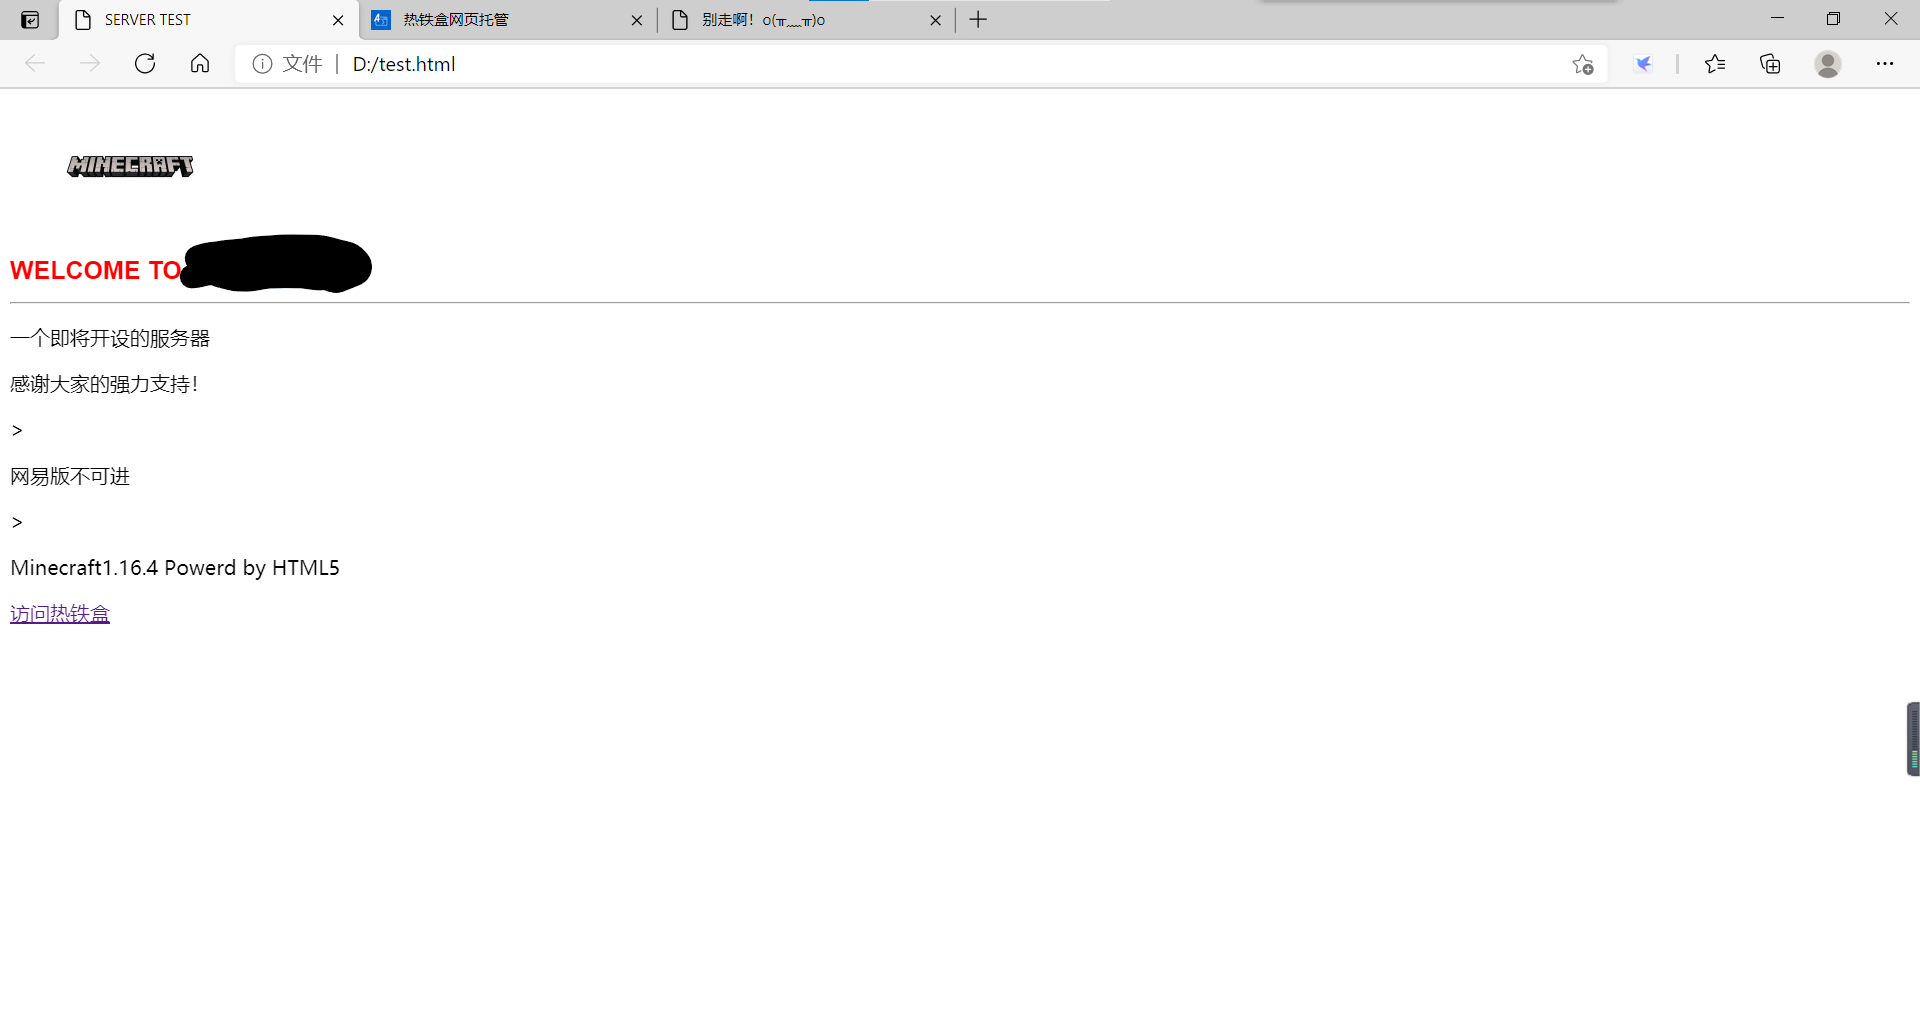 SERVER TEST
热铁盒网页托管
别走啊！o(╥﹏╥)o
文件 | D:/test.html
MINECRAFT
WELCOME TO
一个即将开设的服务器
感谢大家的强力支持！
>
网易版不可进
>
Minecraft1.16.4 Powerd by HTML5
访问热铁盒